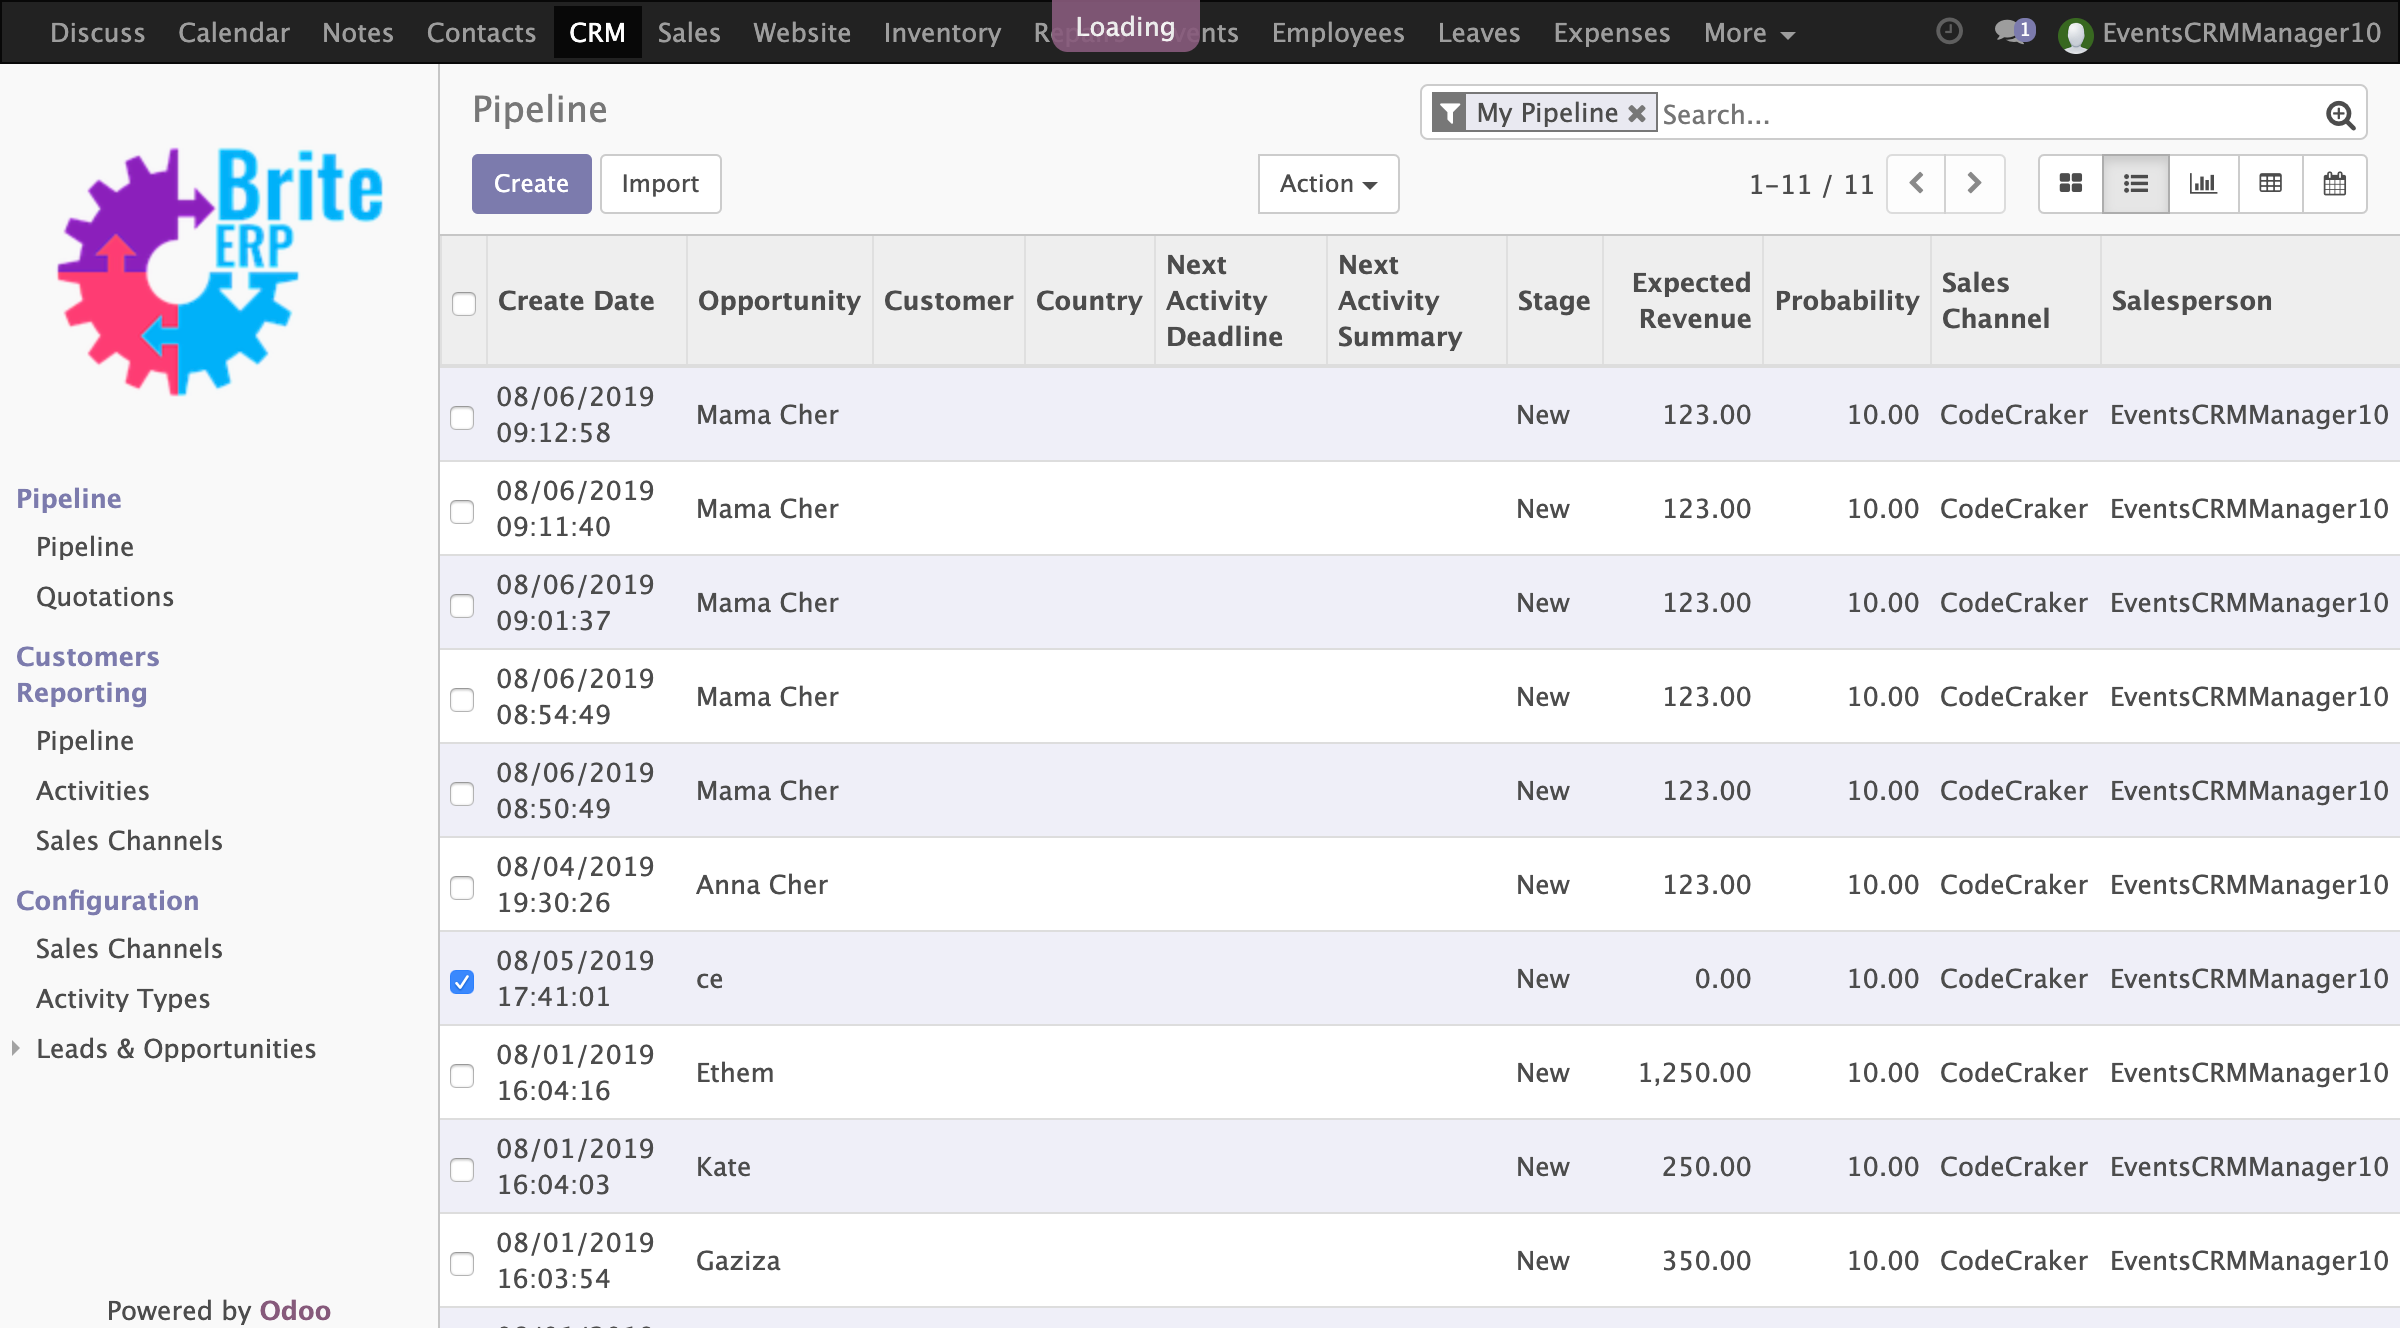 Discuss Calendar Notes Contacts CRM Sales Website Inventory Loading Employees Leaves Expenses More 1 EventsCRMManager10
Brite
ERP
Pipeline
My Pipeline Search...
Create Import Action 1-11 / 11
Create Date Opportunity Customer Country Next Activity Deadline Next Activity Summary Stage Expected Revenue Probability Sales Channel Salesperson
08/06/2019 09:12:58 Mama Cher New 123.00 10.00 CodeCraker EventsCRMManager10
08/06/2019 09:11:40 Mama Cher New 123.00 10.00 CodeCraker EventsCRMManager10
08/06/2019 09:01:37 Mama Cher New 123.00 10.00 CodeCraker EventsCRMManager10
08/06/2019 08:54:49 Mama Cher New 123.00 10.00 CodeCraker EventsCRMManager10
08/06/2019 08:50:49 Mama Cher New 123.00 10.00 CodeCraker EventsCRMManager10
08/04/2019 19:30:26 Anna Cher New 123.00 10.00 CodeCraker EventsCRMManager10
08/05/2019 17:41:01 ce New 0.00 10.00 CodeCraker EventsCRMManager10
08/01/2019 16:04:16 Ethem New 1,250.00 10.00 CodeCraker EventsCRMManager10
08/01/2019 16:04:03 Kate New 250.00 10.00 CodeCraker EventsCRMManager10
08/01/2019 16:03:54 Gaziza New 350.00 10.00 CodeCraker EventsCRMManager10
Pipeline
Pipeline
Quotations
Customers
Reporting
Pipeline
Activities
Sales Channels
Configuration
Sales Channels
Activity Types
Leads & Opportunities
Powered by Odoo